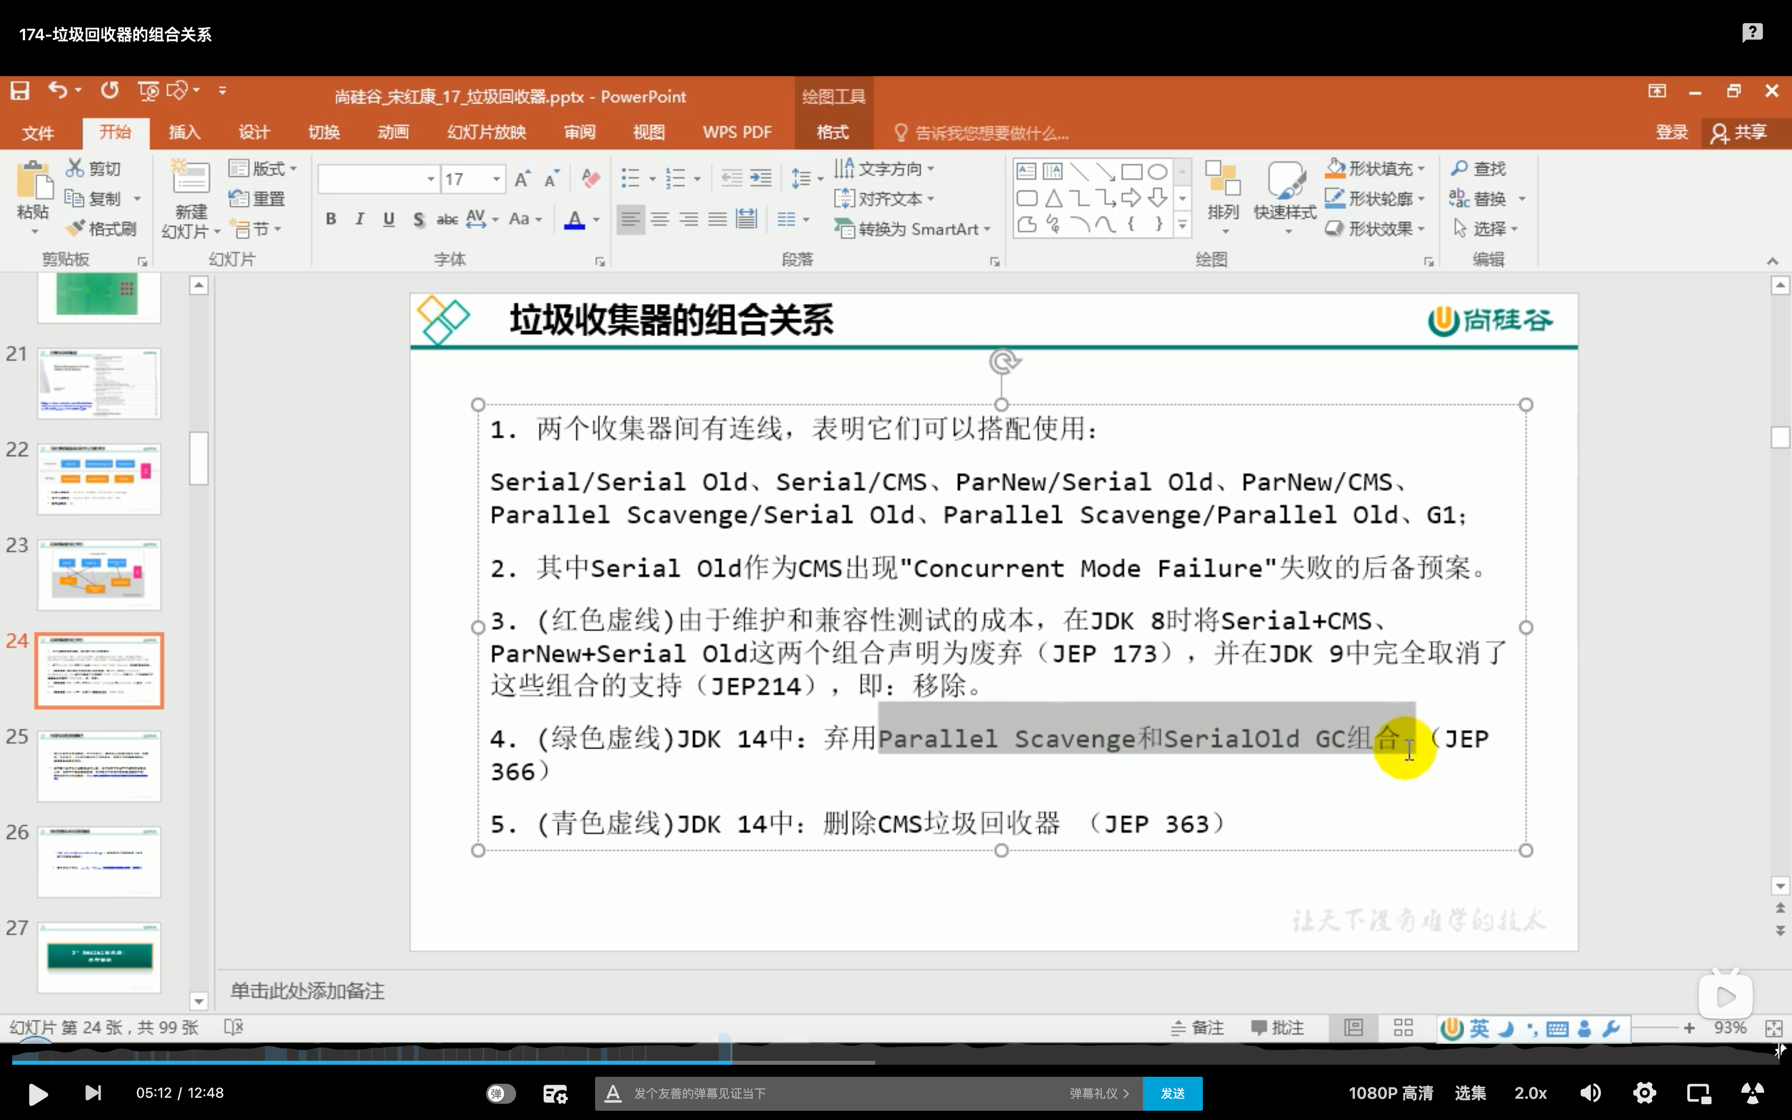 174-垃圾回收器的组合关系
尚硅谷_宋红康_17_垃圾回收器.pptx - PowerPoint
绘图工具
文件 开始 插入 设计 切换 动画 幻灯片放映 审阅 视图 WPS PDF 格式 告诉我您想要做什么... 登录 共享
粘贴 剪切 复制 格式刷
剪贴板
新建幻灯片 版式 重置 节
幻灯片
17
B I U S abc AV Aa A
字体
文字方向 对齐文本 转换为 SmartArt
段落
排列 快速样式 形状填充 形状轮廓 形状效果
绘图
查找 替换 选择
编辑
21
22
23
24
25
26
27
垃圾收集器的组合关系
尚硅谷
1. 两个收集器间有连线，表明它们可以搭配使用：
Serial/Serial Old、Serial/CMS、ParNew/Serial Old、ParNew/CMS、
Parallel Scavenge/Serial Old、Parallel Scavenge/Parallel Old、G1；
2. 其中Serial Old作为CMS出现"Concurrent Mode Failure"失败的后备预案。
3. (红色虚线)由于维护和兼容性测试的成本，在JDK 8时将Serial+CMS、
ParNew+Serial Old这两个组合声明为废弃（JEP 173），并在JDK 9中完全取消了
这些组合的支持（JEP214），即：移除。
4. (绿色虚线)JDK 14中：弃用Parallel Scavenge和SerialOld GC组合 （JEP
366）
5. (青色虚线)JDK 14中：删除CMS垃圾回收器 （JEP 363）
让天下没有难学的技术
单击此处添加备注
幻灯片 第 24 张，共 99 张
备注 批注 英 93%
05:12 / 12:48
弹
发个友善的弹幕见证当下
弹幕礼仪
发送
1080P 高清 选集 2.0x